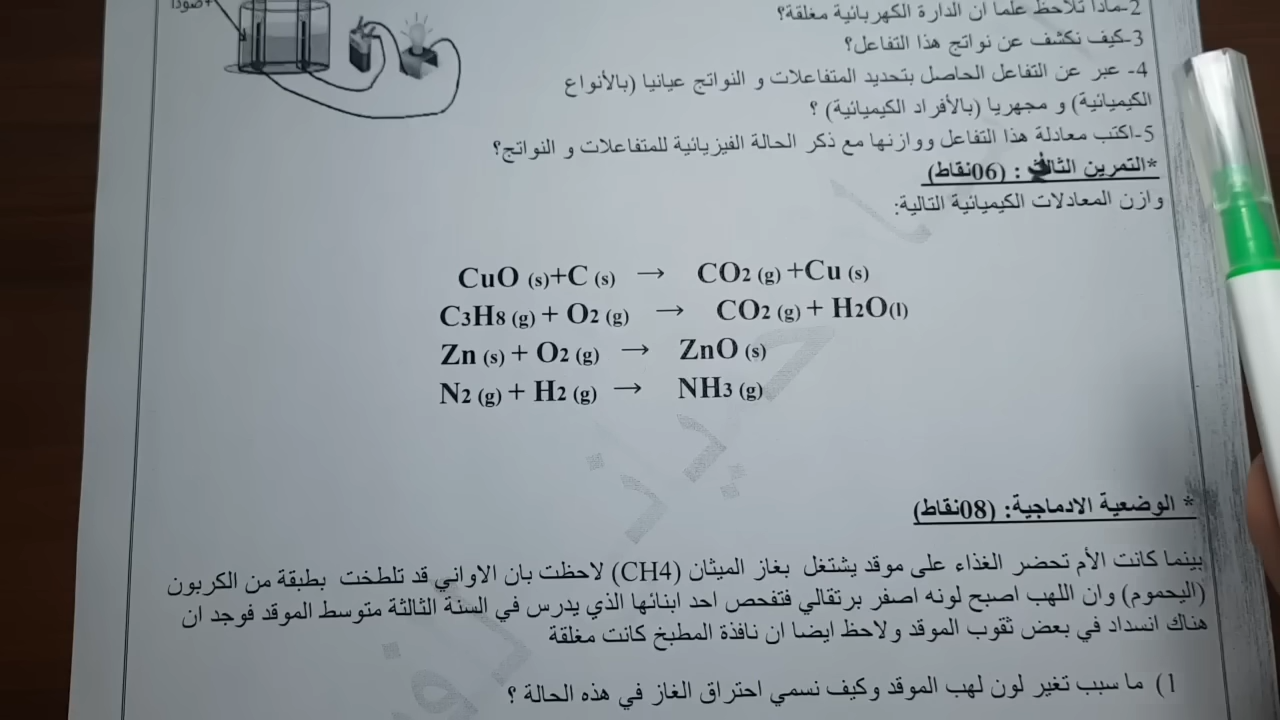 +صودا
2-ماذا تلاحظ علما ان الدارة الكهربائية مغلقة؟
3-كيف نكشف عن نواتج هذا التفاعل؟
4- عبر عن التفاعل الحاصل بتحديد المتفاعلات و النواتج عيانيا (بالأنواع
الكيميائية) و مجهريا (بالأفراد الكيميائية) ؟
5-اكتب معادلة هذا التفاعل ووازنها مع ذكر الحالة الفيزيائية للمتفاعلات و النواتج؟
*التمرين الثالث : (06نقاط)
وازن المعادلات الكيميائية التالية:
CuO (s)+C (s) → CO2 (g) +Cu (s)
C3H8 (g) + O2 (g) → CO2 (g) + H2O(l)
Zn (s) + O2 (g) → ZnO (s)
N2 (g) + H2 (g) → NH3 (g)
* الوضعية الادماجية: (08نقاط)
بينما كانت الأم تحضر الغذاء على موقد يشتغل بغاز الميثان (CH4) لاحظت بان الاواني قد تلطخت بطبقة من الكربون
(اليحموم) وان اللهب اصبح لونه اصفر برتقالي فتفحص احد ابنائها الذي يدرس في السنة الثالثة متوسط الموقد فوجد ان
هناك انسداد في بعض ثقوب الموقد ولاحظ ايضا ان نافذة المطبخ كانت مغلقة
1) ما سبب تغير لون لهب الموقد وكيف نسمي احتراق الغاز في هذه الحالة ؟